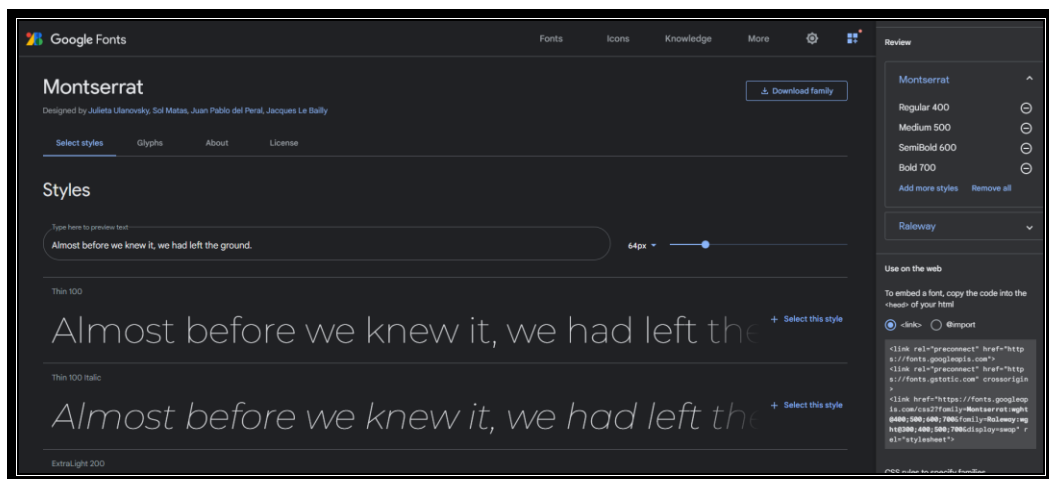 Google Fonts
Fonts
Icons
Knowledge
More
Montserrat
Designed by Julieta Ulanovsky, Sol Matas, Juan Pablo del Peral, Jacques Le Bailly
Download family
Select styles
Glyphs
About
License
Styles
Type here to preview text
Almost before we knew it, we had left the ground.
64px
Thin 100
Almost before we knew it, we had left the
Select this style
Thin 100 Italic
Almost before we knew it, we had left the
Select this style
ExtraLight 200
Review
Montserrat
Regular 400
Medium 500
SemiBold 600
Bold 700
Add more styles Remove all
Raleway
Use on the web
To embed a font, copy the code into the
<head> of your html
<link> @import
<link rel="preconnect" href="http
s://fonts.googleapis.com">
<link rel="preconnect" href="http
s://fonts.gstatic.com" crossorigin
>
<link href="https://fonts.googleap
is.com/css2?family=Montserrat:wght
@400;500;600;700&family=Raleway:wg
ht@300;400;500;700&display=swap" r
el="stylesheet">
CSS rules to specify families